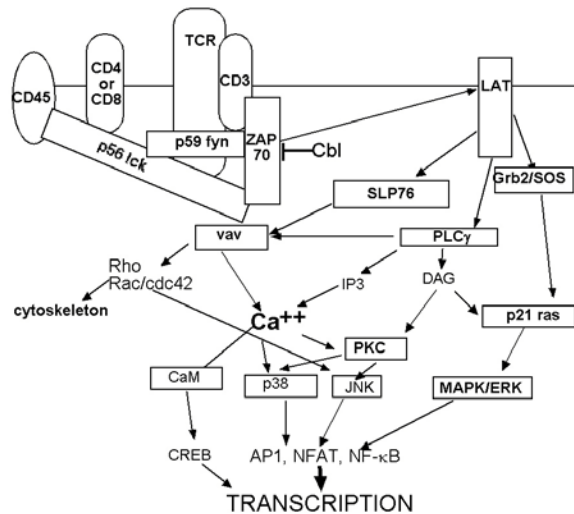 TCR
CD4
or
CD8
CD3
CD45
LAT
p59 fyn
ZAP
70
p56 lck
Cbl
Grb2/SOS
SLP76
vav
PLCγ
Rho
Rac/cdc42
IP3
DAG
cytoskeleton
Ca++
p21 ras
PKC
CaM
p38
JNK
MAPK/ERK
CREB
AP1, NFAT, NF-κB
TRANSCRIPTION